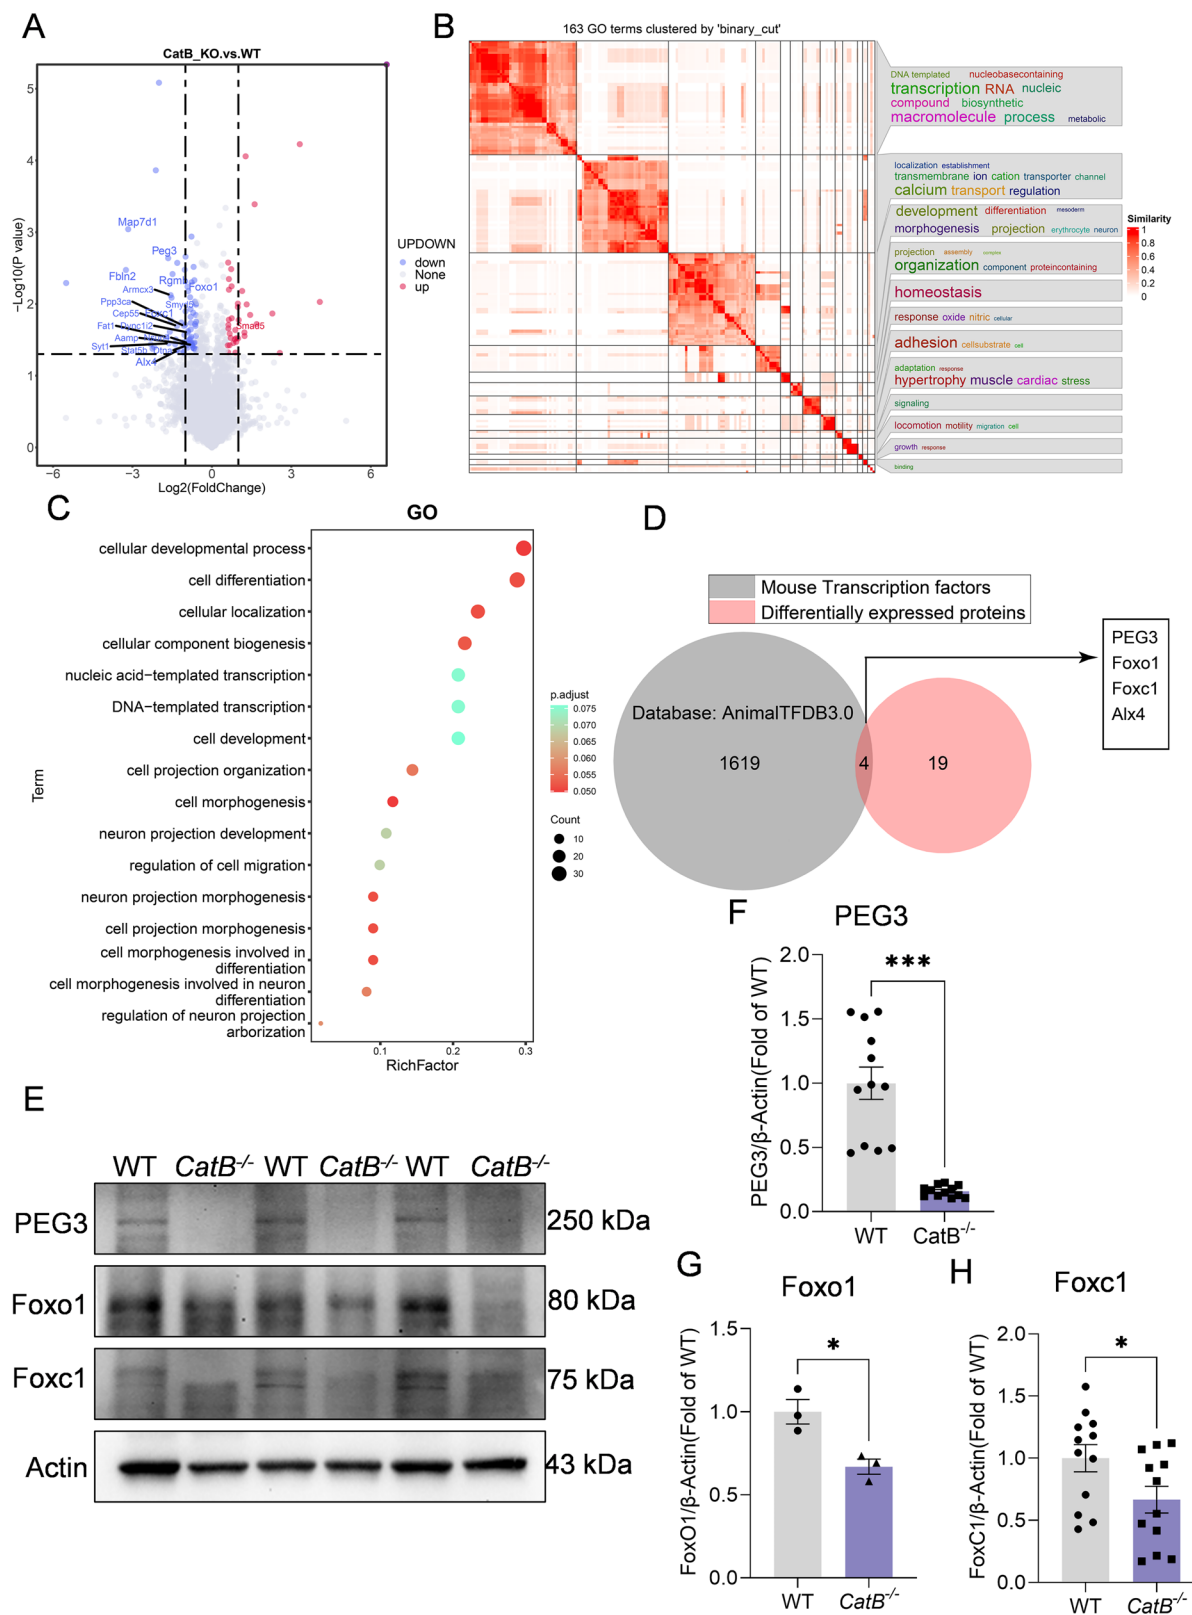 A
CatB_KO.vs.WT
5
4
3
2
1
0
−Log10(P value)
−6
−3
0
3
6
Log2(FoldChange)
Map7d1
Peg3
Fbln2
Rgmb
Foxo1
Armcx3
Smyd5
Ppp3ca
Cep55
Foxc1
Fat1
Dync1i2
Smad5
Aamp
Syt1
Stat5b
Alx4
UPDOWN
down
None
up
B
163 GO terms clustered by 'binary_cut'
DNA templated nucleobasecontaining
transcription RNA nucleic
compound biosynthetic
macromolecule process metabolic
localization establishment
transmembrane ion cation transporter channel
calcium transport regulation
development differentiation mesoderm
morphogenesis projection erythrocyte neuron
projection assembly complex
organization component proteincontaining
homeostasis
response oxide nitric cellular
adhesion cellsubstrate cell
adaptation response
hypertrophy muscle cardiac stress
signaling
locomotion motility migration cell
growth response
binding
Similarity
1
0.8
0.6
0.4
0.2
0
C
GO
Term
cellular developmental process
cell differentiation
cellular localization
cellular component biogenesis
nucleic acid−templated transcription
DNA−templated transcription
cell development
cell projection organization
cell morphogenesis
neuron projection development
regulation of cell migration
neuron projection morphogenesis
cell projection morphogenesis
cell morphogenesis involved in
differentiation
cell morphogenesis involved in neuron
differentiation
regulation of neuron projection
arborization
0.1
0.2
0.3
RichFactor
p.adjust
0.075
0.070
0.065
0.060
0.055
0.050
Count
10
20
30
D
Mouse Transcription factors
Differentially expressed proteins
Database: AnimalTFDB3.0
1619
4
19
PEG3
Foxo1
Foxc1
Alx4
E
WT CatB-/- WT CatB-/- WT CatB-/-
PEG3 250 kDa
Foxo1 80 kDa
Foxc1 75 kDa
Actin 43 kDa
F
PEG3
PEG3/β-Actin(Fold of WT)
2.0
1.5
1.0
0.5
0.0
***
WT CatB-/-
G
Foxo1
FoxO1/β-Actin(Fold of WT)
1.5
1.0
0.5
0.0
*
WT CatB-/-
H
Foxc1
FoxC1/β-Actin(Fold of WT)
2.0
1.5
1.0
0.5
0.0
*
WT CatB-/-